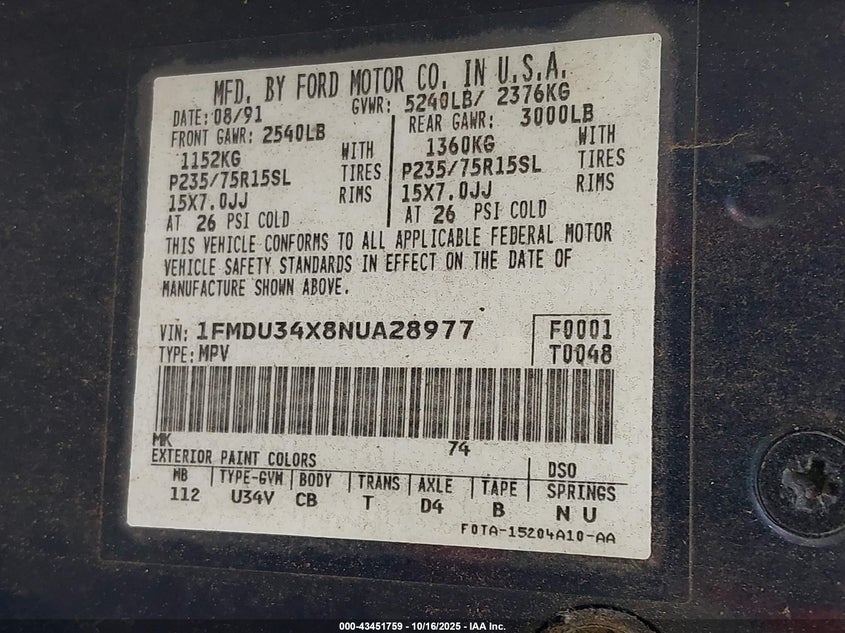 MFD. BY FORD MOTOR CO. IN U.S.A.
DATE: 08/91 GVWR: 5240LB/ 2376KG
FRONT GAWR: 2540LB REAR GAWR: 3000LB
1152KG WITH 1360KG WITH
P235/75R15SL TIRES P235/75R15SL TIRES
15X7.0JJ RIMS 15X7.0JJ RIMS
AT 26 PSI COLD AT 26 PSI COLD
THIS VEHICLE CONFORMS TO ALL APPLICABLE FEDERAL MOTOR
VEHICLE SAFETY STANDARDS IN EFFECT ON THE DATE OF
MANUFACTURE SHOWN ABOVE.
VIN: 1FMDU34X8NUA28977 F0001
TYPE: MPV T0048
MK 74
EXTERIOR PAINT COLORS DSO
WB TYPE-GVW BODY TRANS AXLE TAPE SPRINGS
112 U34V CB T D4 B N U
F0TA-15204A10-AA
000-43451759 - 10/16/2025 - IAA Inc.